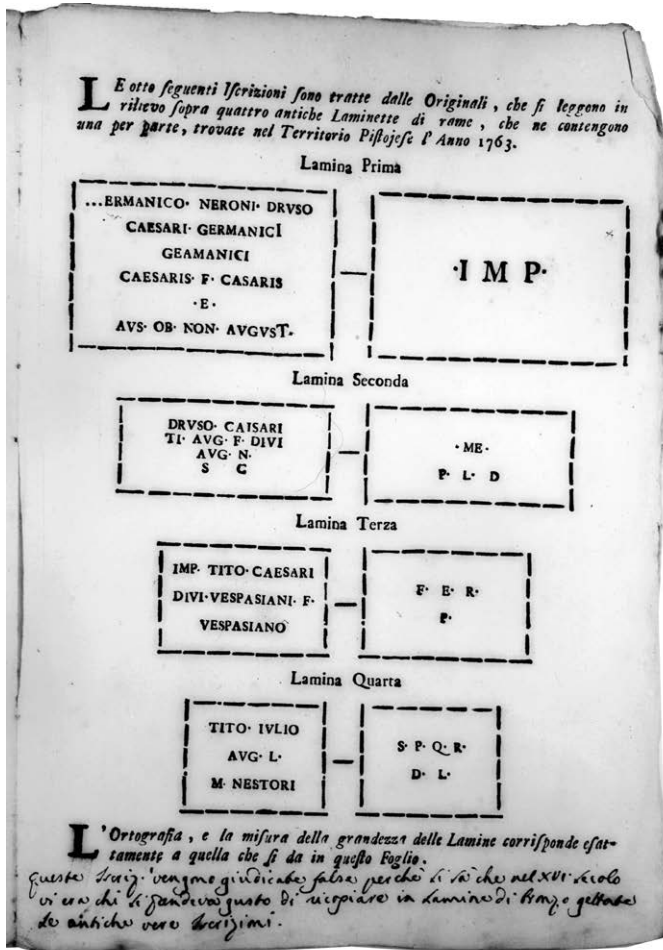 LE otto ſeguenti Iſcrizioni ſono tratte dalle Originali, che ſi leggono in
rilievo ſopra quattro antiche Laminette di rame, che ne contengono
una per parte, trovate nel Territorio Piſtojeſe l' Anno 1763.
Lamina Prima
...ERMANICO· NERONI· DRVSO
CAESARI· GERMANICI
GEAMANICI
CAESARIS· F· CASARIS
·E·
AVS· OB· NON· AVGVST·
·I M P·
Lamina Seconda
DRVSO· CAISARI
TI· AVG· F· DIVI
AVG· N·
S C
·ME·
P· L· D
Lamina Terza
IMP· TITO·CAESARI
DIVI·VESPASIANI· F·
VESPASIANO
F· E· R·
P·
Lamina Quarta
TITO· IVLIO
AVG· L·
M· NESTORI
S· P· Q· R·
D· L·
L'Ortografia, e la miſura della grandezza delle Lamine corriſponde eſat-
tamente a quella che ſi da in queſto Foglio.
queste Iscriz: vengono giudicate false perchè si sà che nel XVI secolo
vi era chi si prendeva gusto di ricopiare in Lamine di bronzo gettate
le antiche vere Iscrizioni.